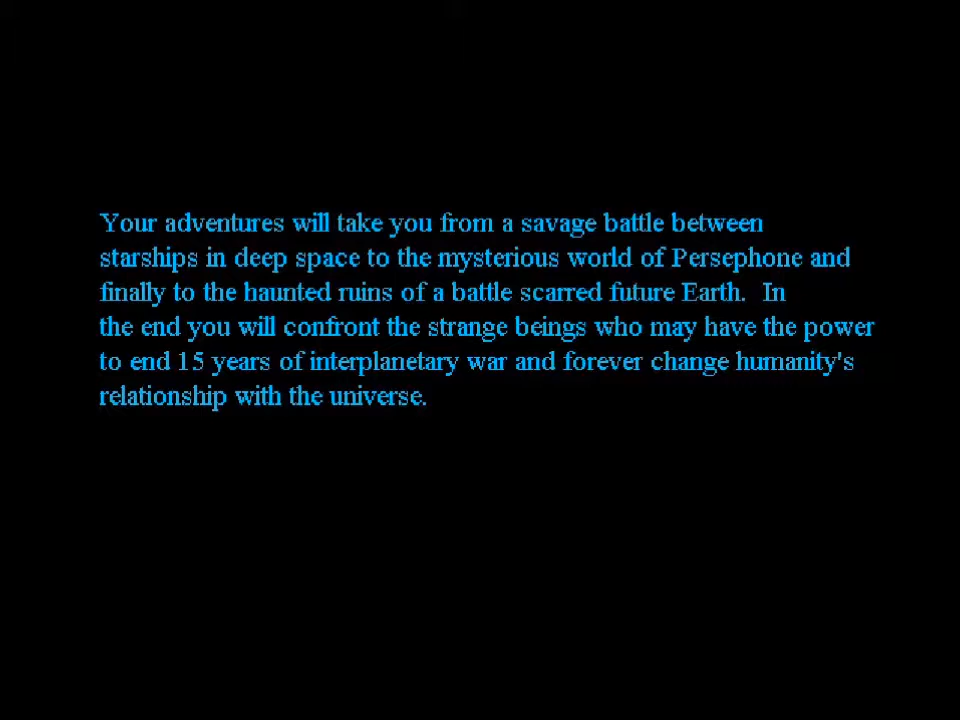 Your adventures will take you from a savage battle between
starships in deep space to the mysterious world of Persephone and
finally to the haunted ruins of a battle scarred future Earth.  In
the end you will confront the strange beings who may have the power
to end 15 years of interplanetary war and forever change humanity's
relationship with the universe.